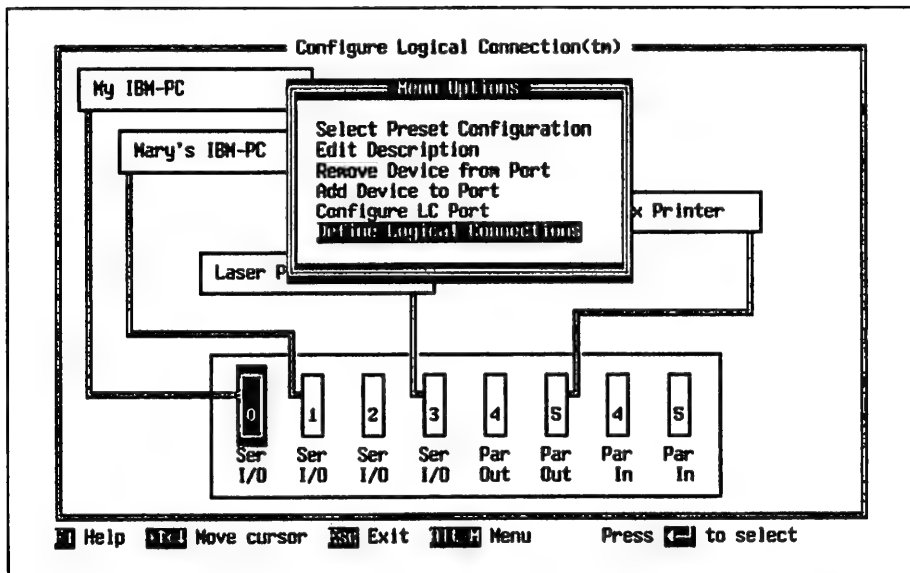 Configure Logical Connection(tm)
My IBM-PC
Menu Options
Mary's IBM-PC
Select Preset Configuration
Edit Description
Remove Device from Port
Add Device to Port
Configure LC Port
Define Logical Connections
x Printer
Laser P
0 1 2 3 4 5 4 5
Ser Ser Ser Ser Par Par Par Par
I/O I/O I/O I/O Out Out In In
F1 Help Move cursor ESC Exit Menu Press to select